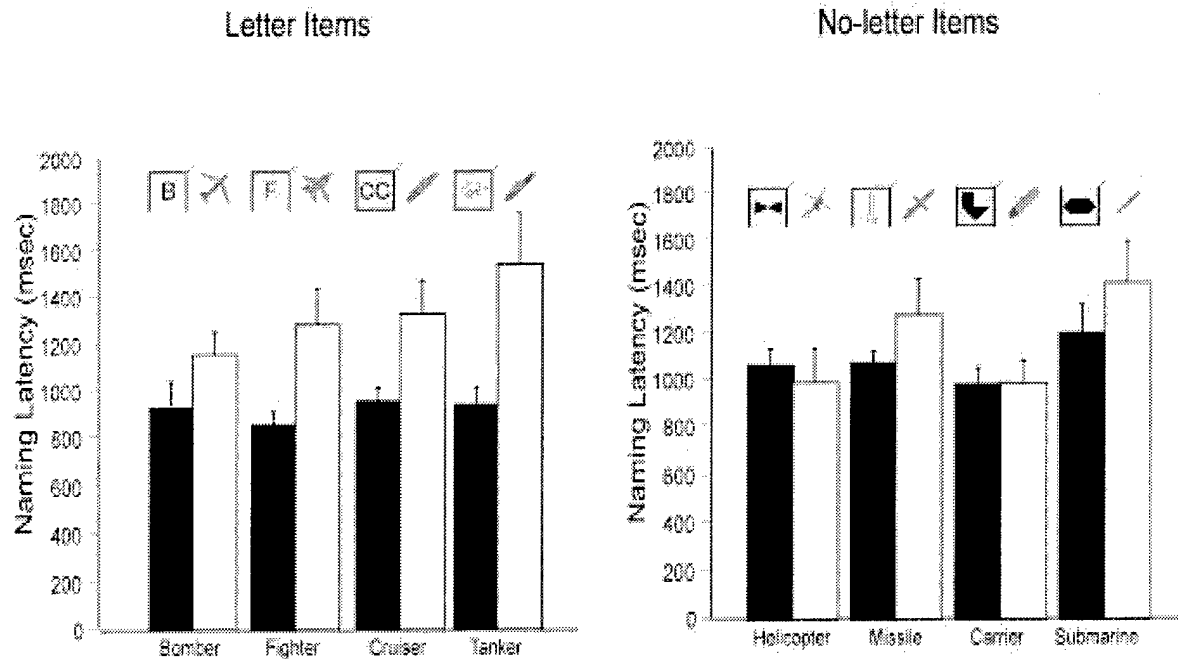 Letter Items
No-letter Items
Naming Latency (msec)
2000
1800
1600
1400
1200
1000
800
600
400
200
0
B
F
CC
Bomber
Fighter
Cruiser
Tanker
Naming Latency (msec)
2000
1800
1600
1400
1200
1000
800
600
400
200
0
Helicopter
Missile
Carrier
Submarine